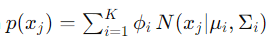 p(x_j) = \sum_{i=1}^{K} \phi_i N(x_j|\mu_i, \Sigma_i)